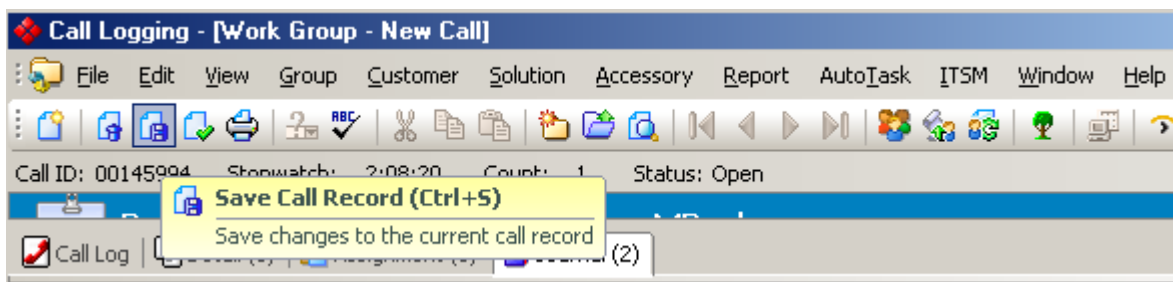 Call Logging - [Work Group - New Call]
File Edit View Group Customer Solution Accessory Report AutoTask ITSM Window Help
ABC
Call ID: 00145994 Stopwatch: 2:08:20 Count: 1 Status: Open
Save Call Record (Ctrl+S)
Save changes to the current call record
Call Log (2)